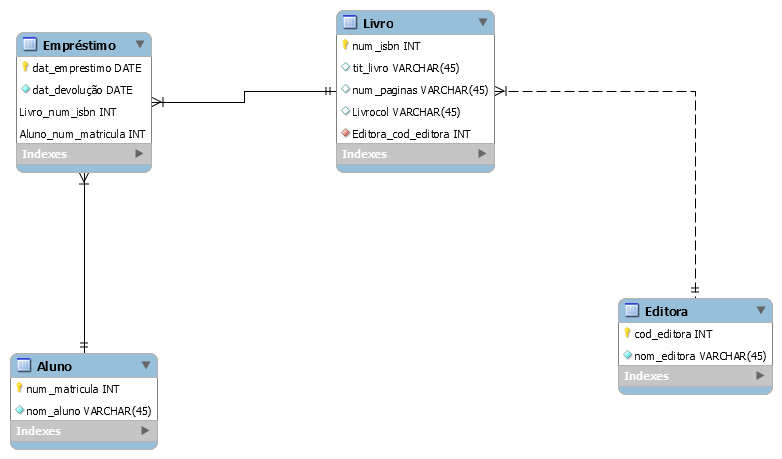 Empréstimo
dat_emprestimo DATE
dat_devolução DATE
Livro_num_isbn INT
Aluno_num_matricula INT
Indexes
Livro
num_isbn INT
tit_livro VARCHAR(45)
num_paginas VARCHAR(45)
Livrocol VARCHAR(45)
Editora_cod_editora INT
Indexes
Editora
cod_editora INT
nom_editora VARCHAR(45)
Indexes
Aluno
num_matricula INT
nom_aluno VARCHAR(45)
Indexes